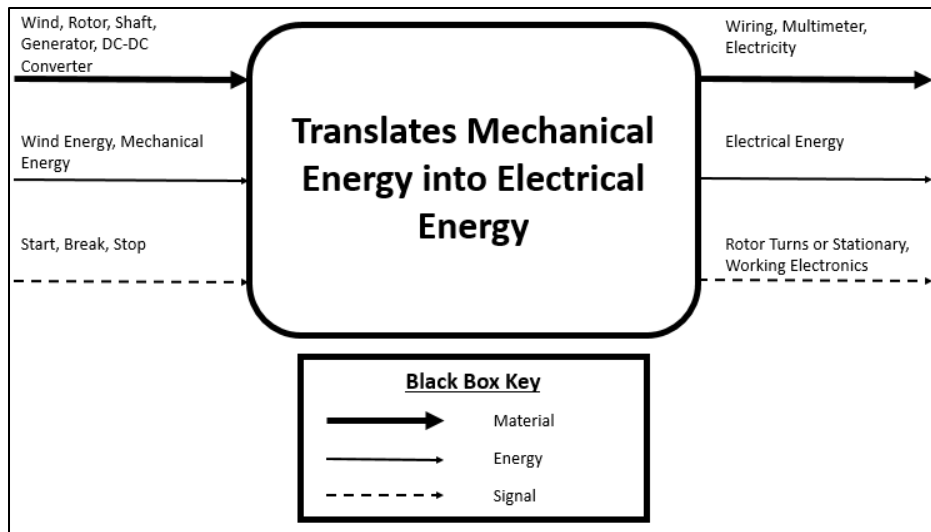 Wind, Rotor, Shaft,
Generator, DC-DC
Converter
Wind Energy, Mechanical
Energy
Start, Break, Stop
Translates Mechanical
Energy into Electrical
Energy
Wiring, Multimeter,
Electricity
Electrical Energy
Rotor Turns or Stationary,
Working Electronics
Black Box Key
Material
Energy
Signal